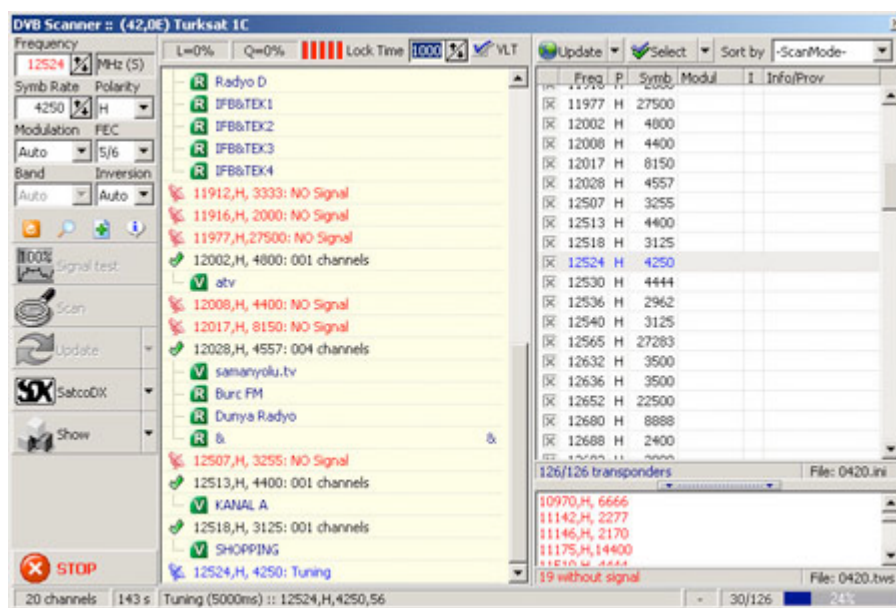 DVB Scanner :: (42,0E) Turksat 1C
Frequency
12524 MHz (S)
Symb Rate Polarity
4250 H
Modulation FEC
Auto 5/6
Band Inversion
Auto Auto
100%
Signal test
Scan
Update
SDX SatcoDX
Show
STOP
L=0% Q=0% Lock Time 1000 VLT
R Radyo D
R IFB&TEK1
R IFB&TEK2
R IFB&TEK3
R IFB&TEK4
11912,H, 3333: NO Signal
11916,H, 2000: NO Signal
11977,H,27500: NO Signal
12002,H, 4800: 001 channels
V atv
12008,H, 4400: NO Signal
12017,H, 8150: NO Signal
12028,H, 4557: 004 channels
V samanyolu.tv
R Burc FM
R Dunya Radyo
R & &
12507,H, 3255: NO Signal
12513,H, 4400: 001 channels
V KANAL A
12518,H, 3125: 001 channels
V SHOPPING
12524,H, 4250: Tuning
Update Select Sort by -ScanMode-
Freq P Symb Modul I Info/Prov
11977 H 27500
12002 H 4800
12008 H 4400
12017 H 8150
12028 H 4557
12507 H 3255
12513 H 4400
12518 H 3125
12524 H 4250
12530 H 4444
12536 H 2962
12540 H 3125
12565 H 27283
12632 H 3500
12636 H 3500
12652 H 22500
12680 H 8888
12688 H 2400
126/126 transponders File: 0420.ini
10970,H, 6666
11142,H, 2277
11146,H, 2170
11175,H,14400
19 without signal File: 0420.tws
20 channels 143 s Tuning (5000ms) :: 12524,H,4250,56 - 30/126 24%